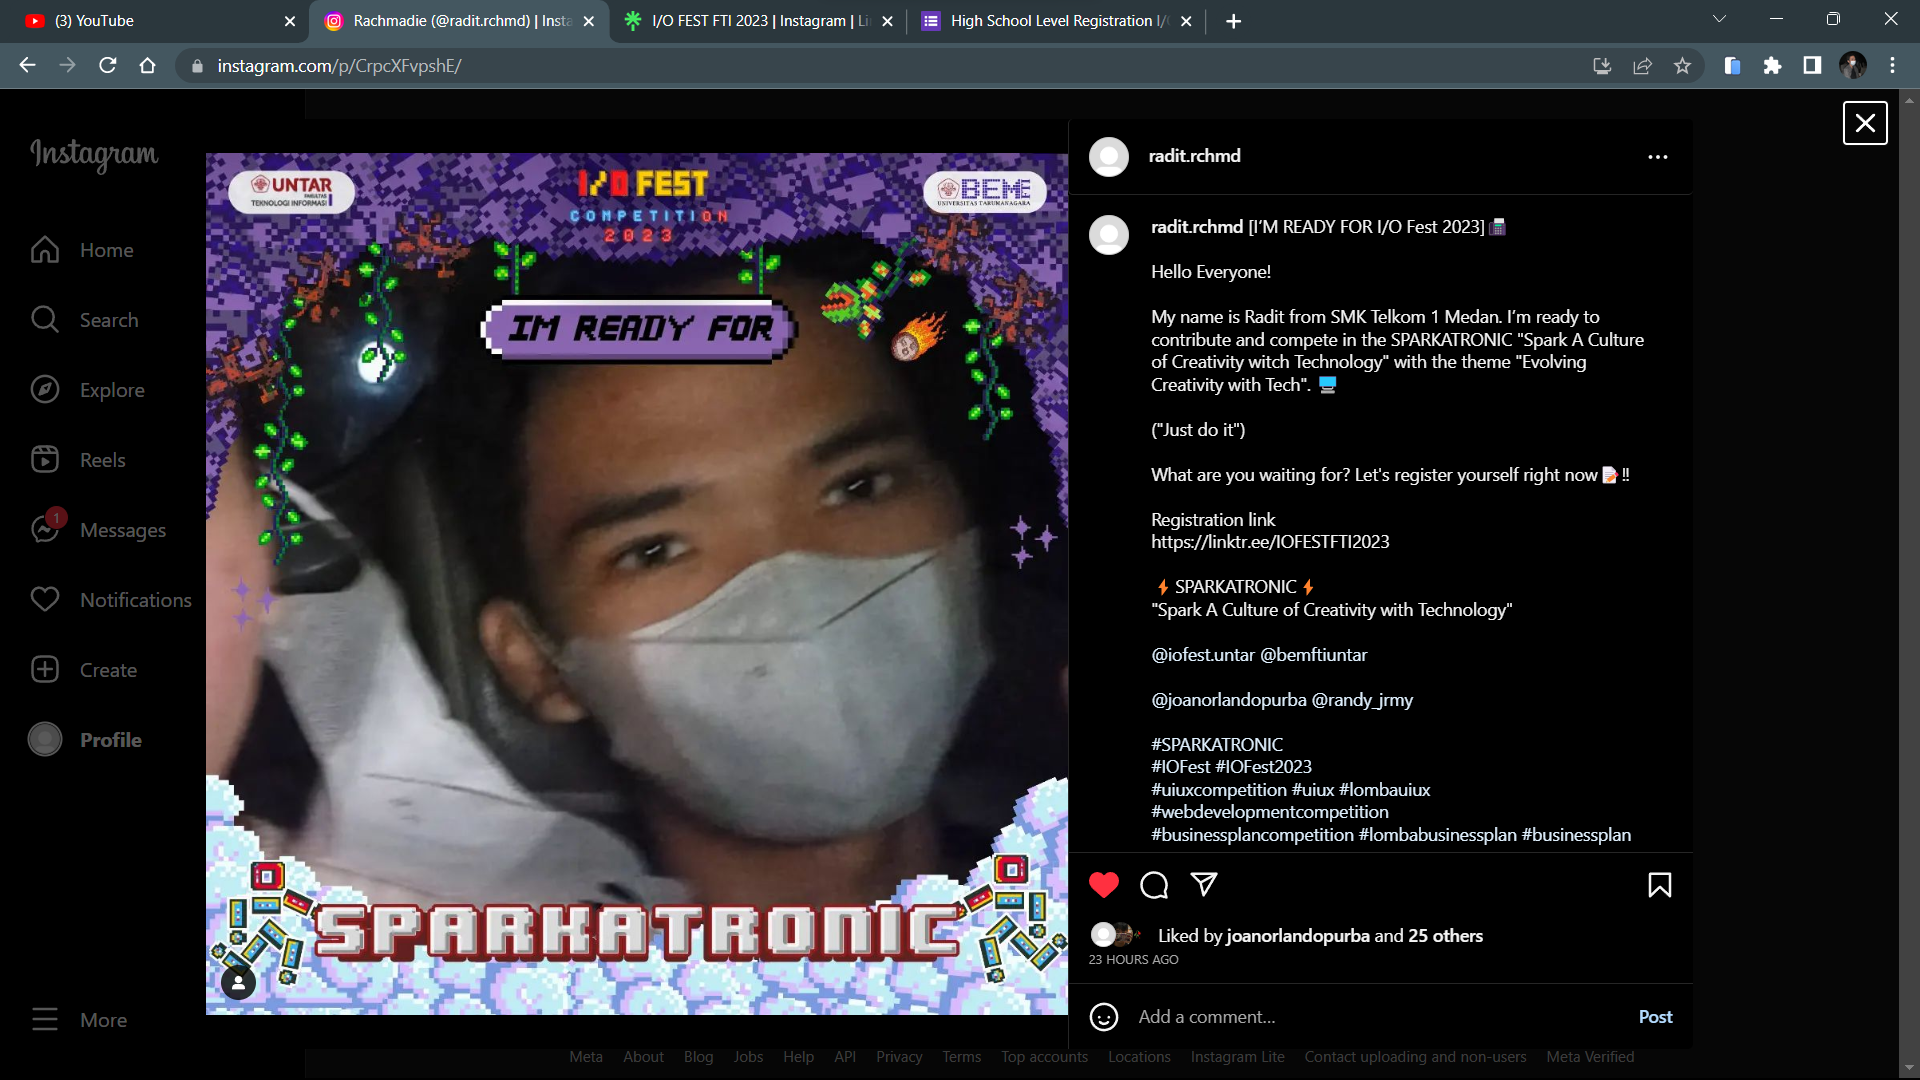 (3) YouTube
Rachmadie (@radit.rchmd) | Insta
I/O FEST FTI 2023 | Instagram | Li
High School Level Registration I/
instagram.com/p/CrpcXFvpshE/
Instagram
Home
Search
Explore
Reels
1
Messages
Notifications
Create
Profile
More
UNTAR
FAKULTAS
TEKNOLOGI INFORMASI
I/O FEST
COMPETITION
2023
BEME
UNIVERSITAS TARUMANAGARA
IM READY FOR
SPARKATRONIC
radit.rchmd
radit.rchmd [I’M READY FOR I/O Fest 2023]
Hello Everyone!
My name is Radit from SMK Telkom 1 Medan. I’m ready to
contribute and compete in the SPARKATRONIC "Spark A Culture
of Creativity witch Technology" with the theme "Evolving
Creativity with Tech". 🖥️
("Just do it")
What are you waiting for? Let's register yourself right now 📝‼
Registration link
https://linktr.ee/IOFESTFTI2023
⚡SPARKATRONIC⚡
"Spark A Culture of Creativity with Technology"
@iofest.untar @bemftiuntar
@joanorlandopurba @randy_jrmy
#SPARKATRONIC
#IOFest #IOFest2023
#uiuxcompetition #uiux #lombauiux
#webdevelopmentcompetition
#businessplancompetition #lombabusinessplan #businessplan
Liked by joanorlandopurba and 25 others
23 HOURS AGO
Add a comment...
Post
Meta About Blog Jobs Help API Privacy Terms Top accounts Locations Instagram Lite Contact uploading and non-users Meta Verified